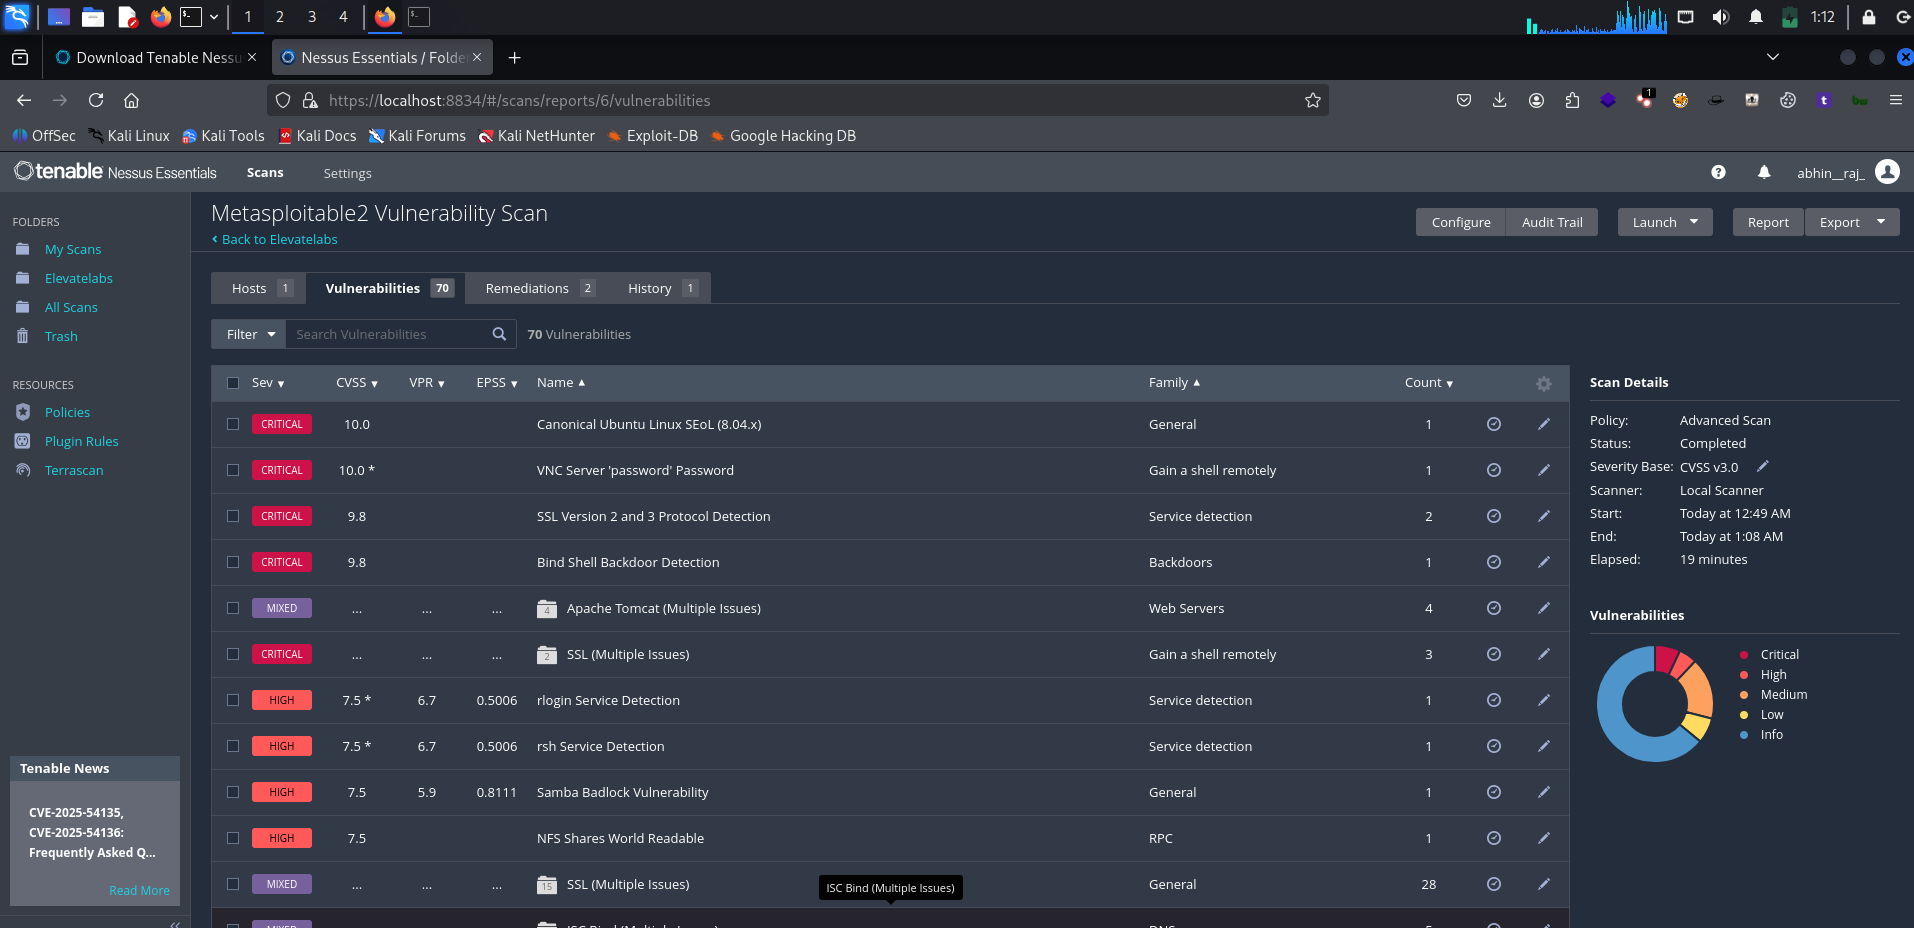 1 2 3 4 1:12
Download Tenable Nessu
Nessus Essentials / Folde
https://localhost:8834/#/scans/reports/6/vulnerabilities
1
OffSec Kali Linux Kali Tools Kali Docs Kali Forums Kali NetHunter Exploit-DB Google Hacking DB
tenable Nessus Essentials Scans Settings abhin__raj_
FOLDERS
My Scans
Elevatelabs
All Scans
Trash
RESOURCES
Policies
Plugin Rules
Terrascan
Tenable News
CVE-2025-54135,
CVE-2025-54136:
Frequently Asked Q...
Read More
Metasploitable2 Vulnerability Scan
Back to Elevatelabs
Configure Audit Trail Launch Report Export
Hosts 1 Vulnerabilities 70 Remediations 2 History 1
Filter Search Vulnerabilities 70 Vulnerabilities
Sev CVSS VPR EPSS Name Family Count
CRITICAL 10.0 Canonical Ubuntu Linux SEoL (8.04.x) General 1
CRITICAL 10.0 * VNC Server 'password' Password Gain a shell remotely 1
CRITICAL 9.8 SSL Version 2 and 3 Protocol Detection Service detection 2
CRITICAL 9.8 Bind Shell Backdoor Detection Backdoors 1
MIXED ... ... ... 4 Apache Tomcat (Multiple Issues) Web Servers 4
CRITICAL ... ... ... 2 SSL (Multiple Issues) Gain a shell remotely 3
HIGH 7.5 * 6.7 0.5006 rlogin Service Detection Service detection 1
HIGH 7.5 * 6.7 0.5006 rsh Service Detection Service detection 1
HIGH 7.5 5.9 0.8111 Samba Badlock Vulnerability General 1
HIGH 7.5 NFS Shares World Readable RPC 1
MIXED ... ... ... 15 SSL (Multiple Issues) General 28
ISC Bind (Multiple Issues)
MIXED ISC Bind (Multiple Issues) DNS 5
Scan Details
Policy: Advanced Scan
Status: Completed
Severity Base: CVSS v3.0
Scanner: Local Scanner
Start: Today at 12:49 AM
End: Today at 1:08 AM
Elapsed: 19 minutes
Vulnerabilities
Critical
High
Medium
Low
Info